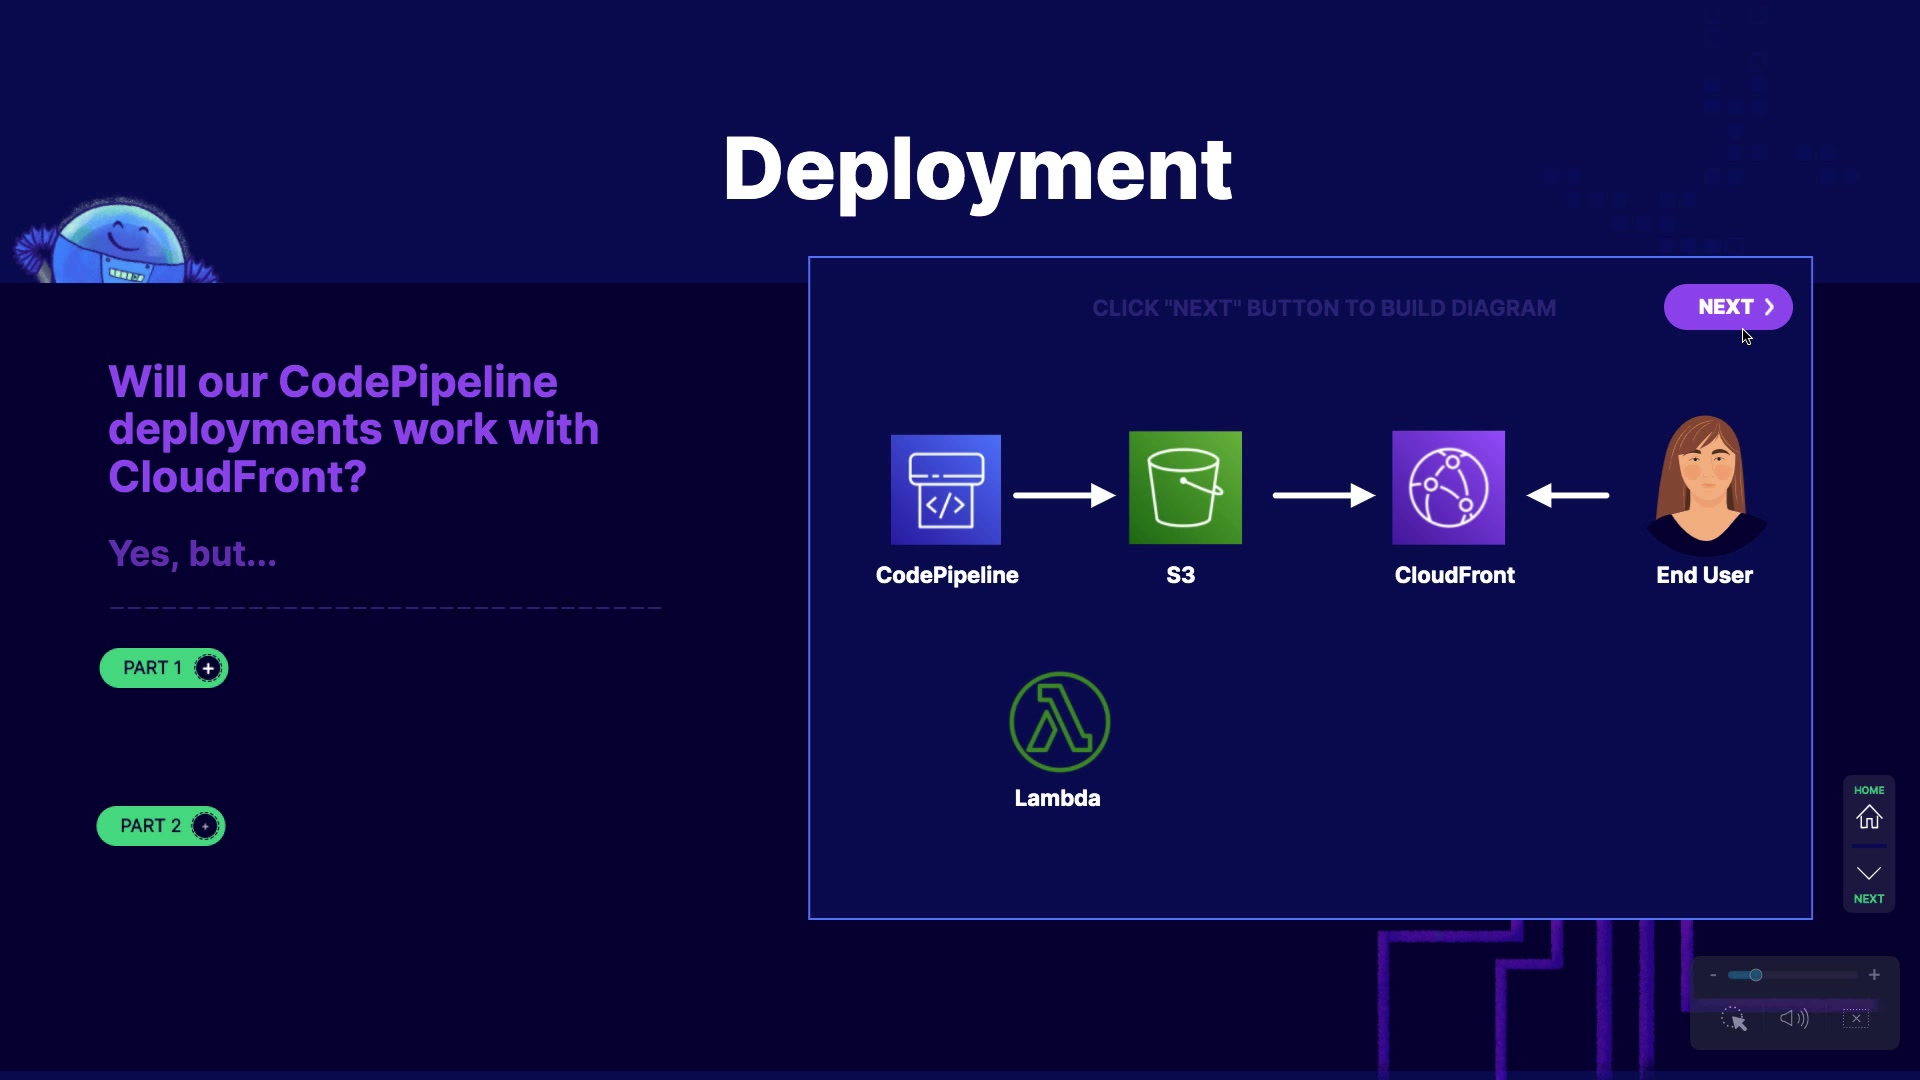 Deployment
CLICK "NEXT" BUTTON TO BUILD DIAGRAM
NEXT
Will our CodePipeline
deployments work with
CloudFront?
Yes, but...
PART 1 +
PART 2 +
CodePipeline
S3
CloudFront
End User
Lambda
HOME
NEXT
- +